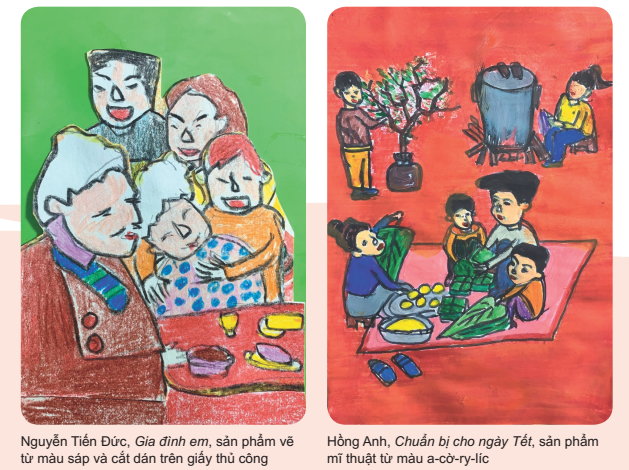 Nguyễn Tiến Đức, Gia đình em, sản phẩm vẽ
từ màu sáp và cắt dán trên giấy thủ công
Hồng Anh, Chuẩn bị cho ngày Tết, sản phẩm
mĩ thuật từ màu a-cờ-ry-líc